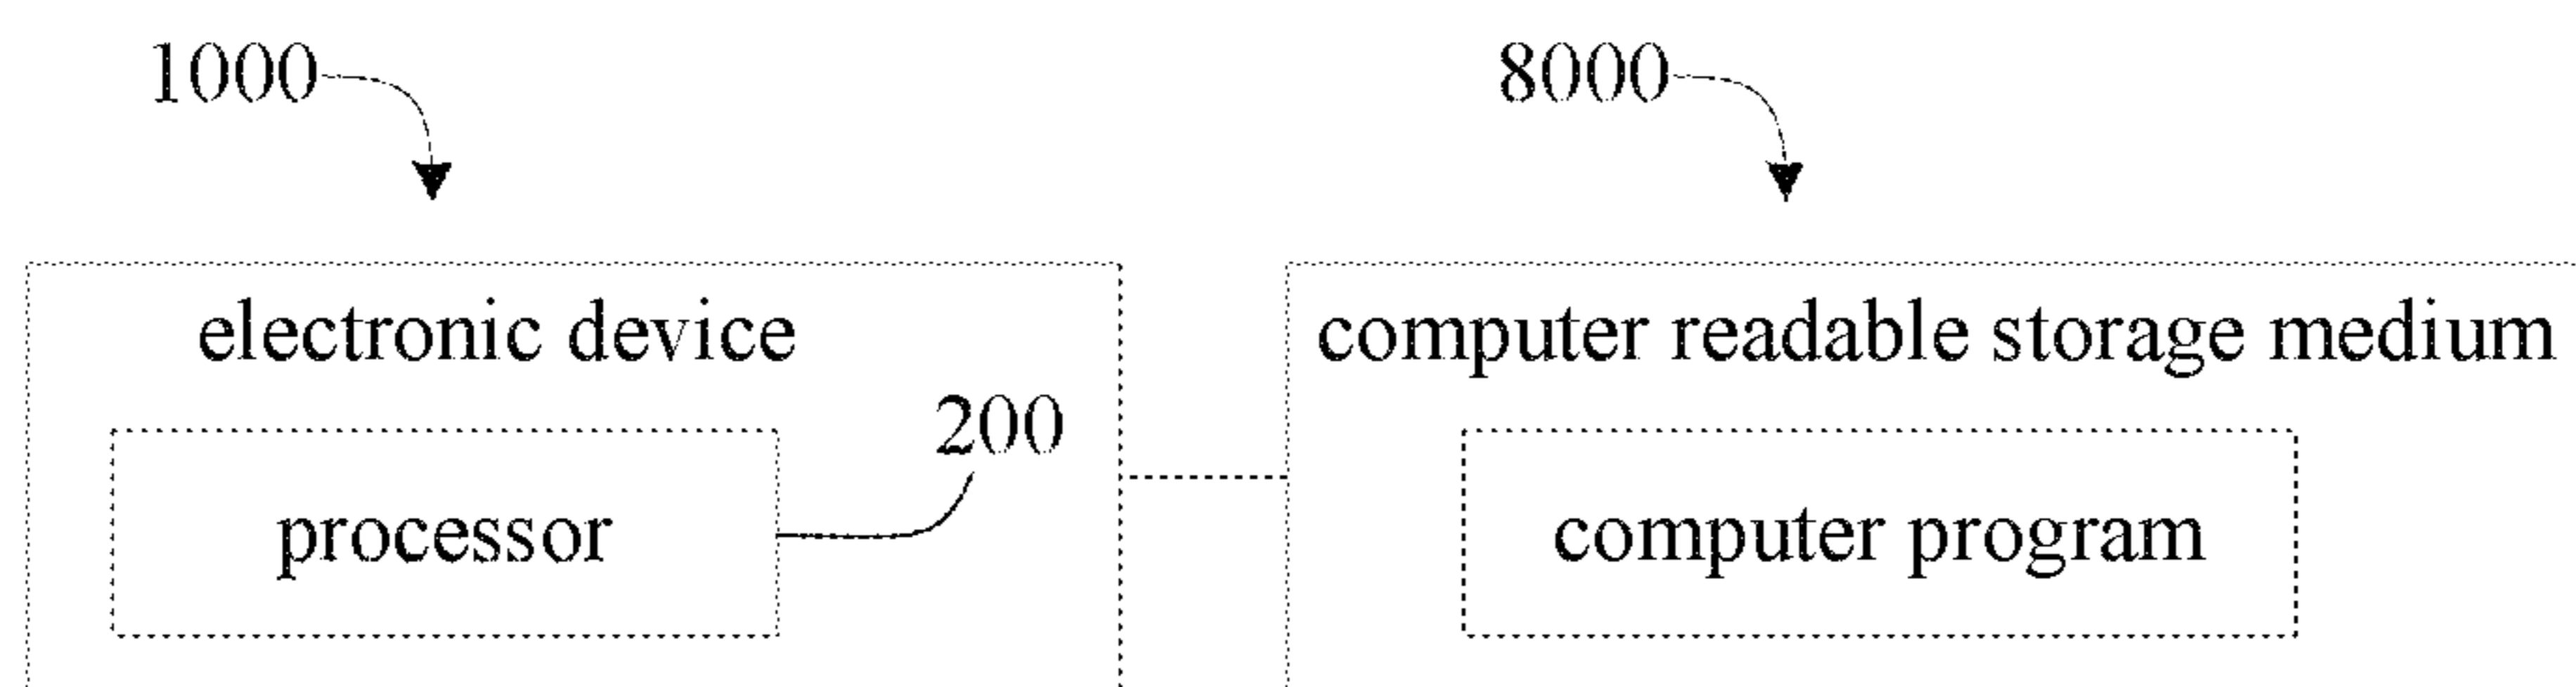 1000
8000
electronic device
computer readable storage medium
200
processor
computer program